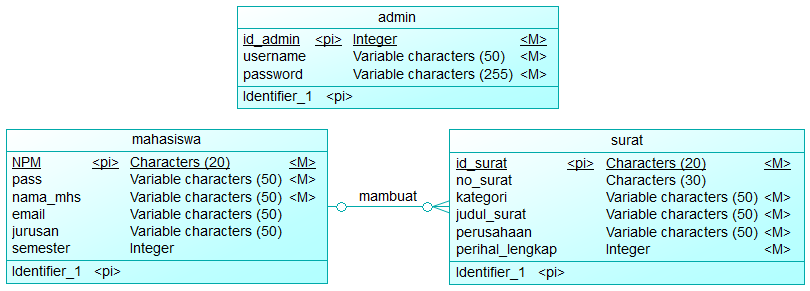 admin
id_admin <pi> Integer <M>
username Variable characters (50) <M>
password Variable characters (255) <M>
Identifier_1 <pi>
mahasiswa
NPM <pi> Characters (20) <M>
pass Variable characters (50) <M>
nama_mhs Variable characters (50) <M>
email Variable characters (50)
jurusan Variable characters (50)
semester Integer
Identifier_1 <pi>
mambuat
surat
id_surat <pi> Characters (20) <M>
no_surat Characters (30)
kategori Variable characters (50) <M>
judul_surat Variable characters (50) <M>
perusahaan Variable characters (50) <M>
perihal_lengkap Integer <M>
Identifier_1 <pi>